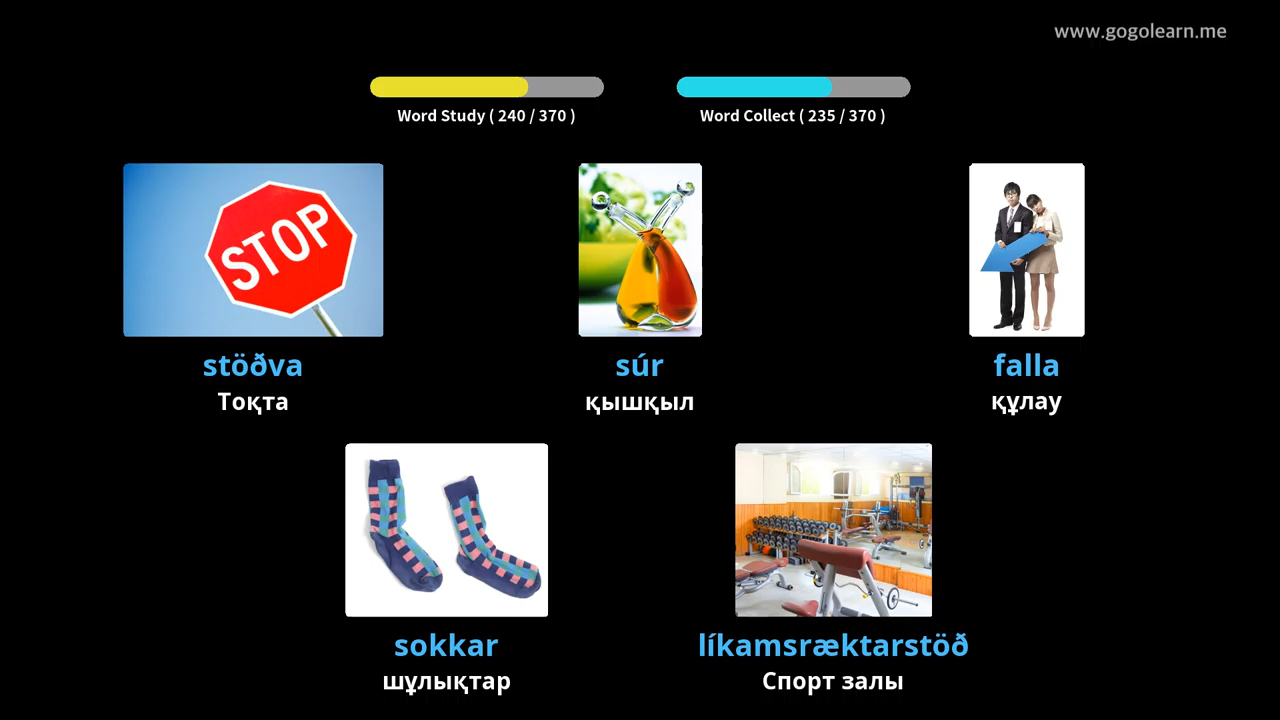 www.gogolearn.me
Word Study ( 240 / 370 )
Word Collect ( 235 / 370 )
STOP
stöðva
Тоқта
súr
қышқыл
falla
құлау
sokkar
шұлықтар
líkamsræktarstöð
Спорт залы